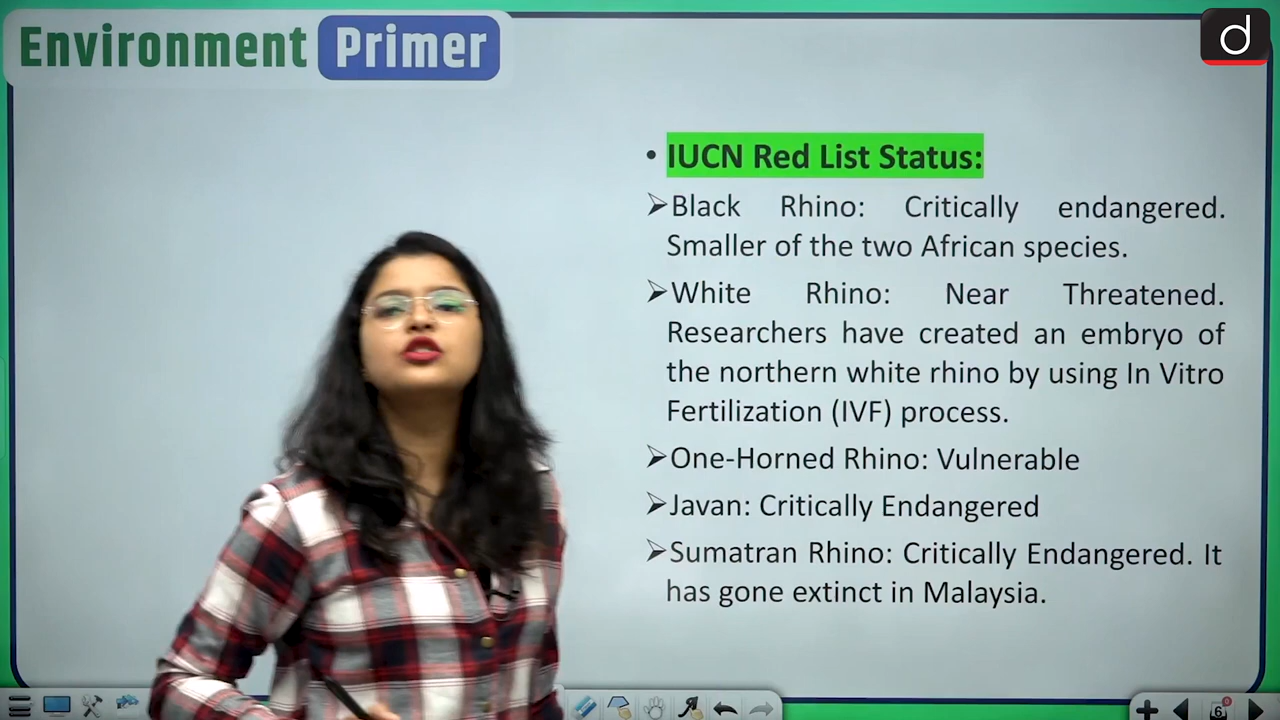 Environment Primer
d
• IUCN Red List Status:
➢Black Rhino: Critically endangered.
Smaller of the two African species.
➢White Rhino: Near Threatened.
Researchers have created an embryo of
the northern white rhino by using In Vitro
Fertilization (IVF) process.
➢One-Horned Rhino: Vulnerable
➢Javan: Critically Endangered
➢Sumatran Rhino: Critically Endangered. It
has gone extinct in Malaysia.
6